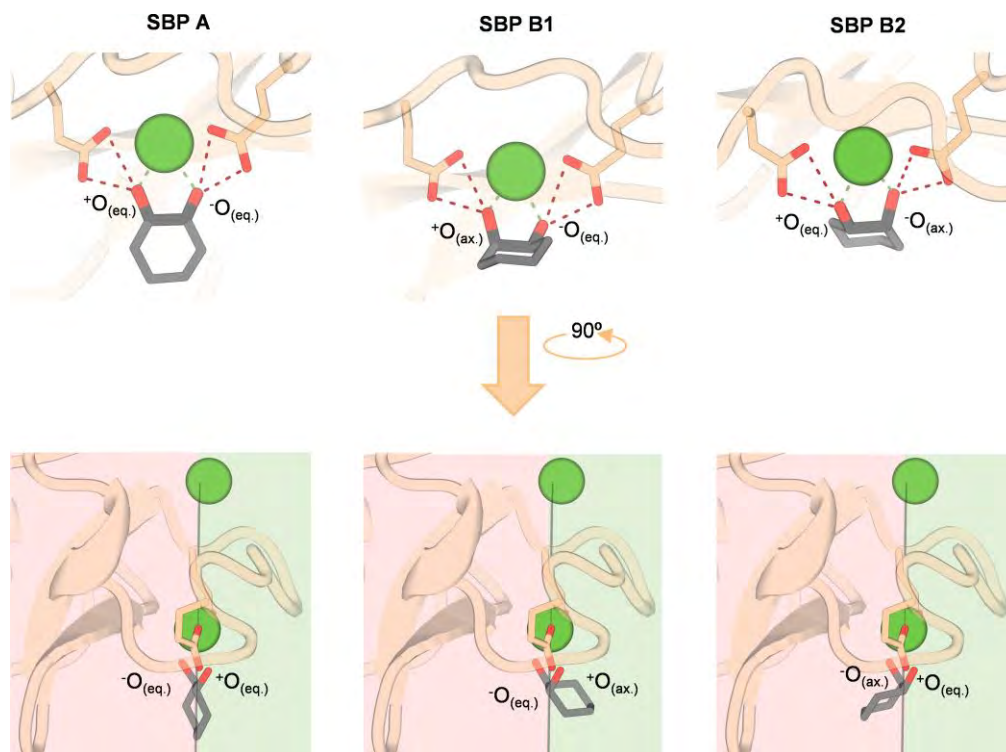 SBP A
SBP B1
SBP B2
+O(eq.)
-O(eq.)
+O(ax.)
-O(eq.)
+O(eq.)
-O(ax.)
90º
-O(eq.)
+O(eq.)
-O(eq.)
+O(ax.)
-O(ax.)
+O(eq.)